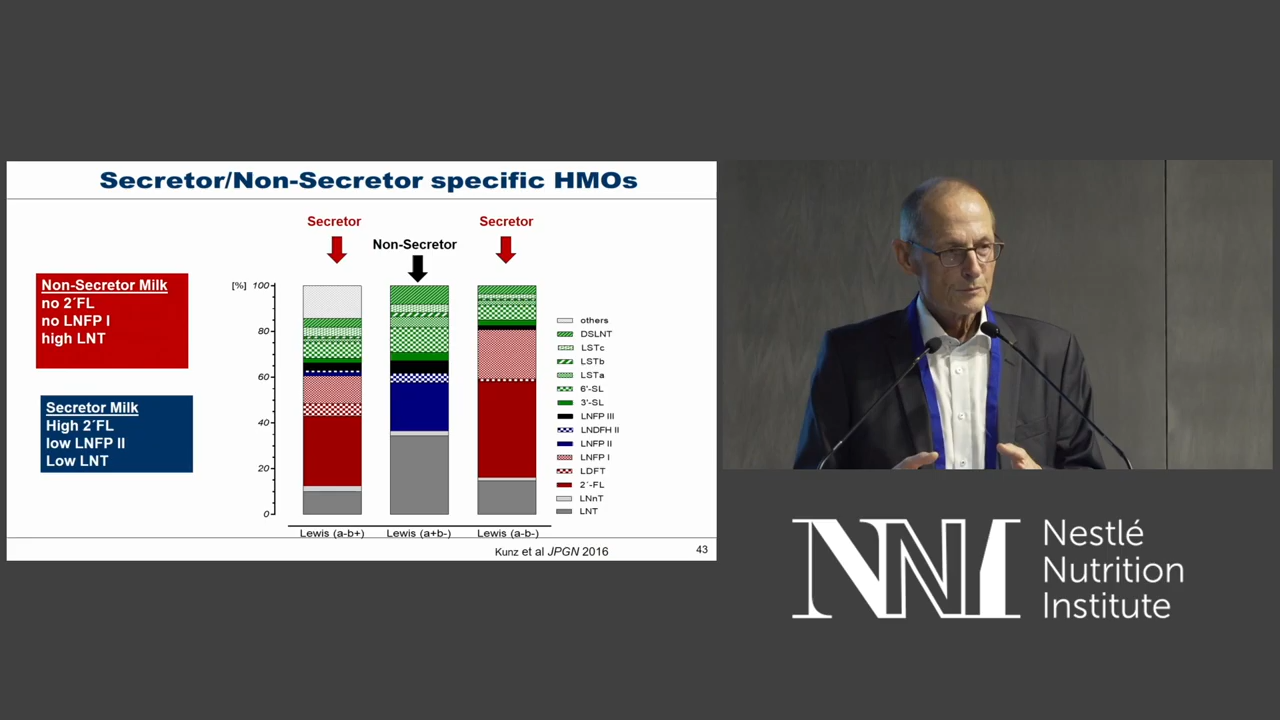 Secretor/Non-Secretor specific HMOs
Secretor
Secretor
Non-Secretor
Non-Secretor Milk
no 2´FL
no LNFP I
high LNT
Secretor Milk
High 2´FL
low LNFP II
Low LNT
[%]
100
80
60
40
20
0
others
DSLNT
LSTc
LSTb
LSTa
6'-SL
3'-SL
LNFP III
LNDFH II
LNFP II
LNFP I
LDFT
2´-FL
LNnT
LNT
Lewis (a-b+)
Lewis (a+b-)
Lewis (a-b-)
Kunz et al JPGN 2016
43
NNI
Nestlé
Nutrition
Institute